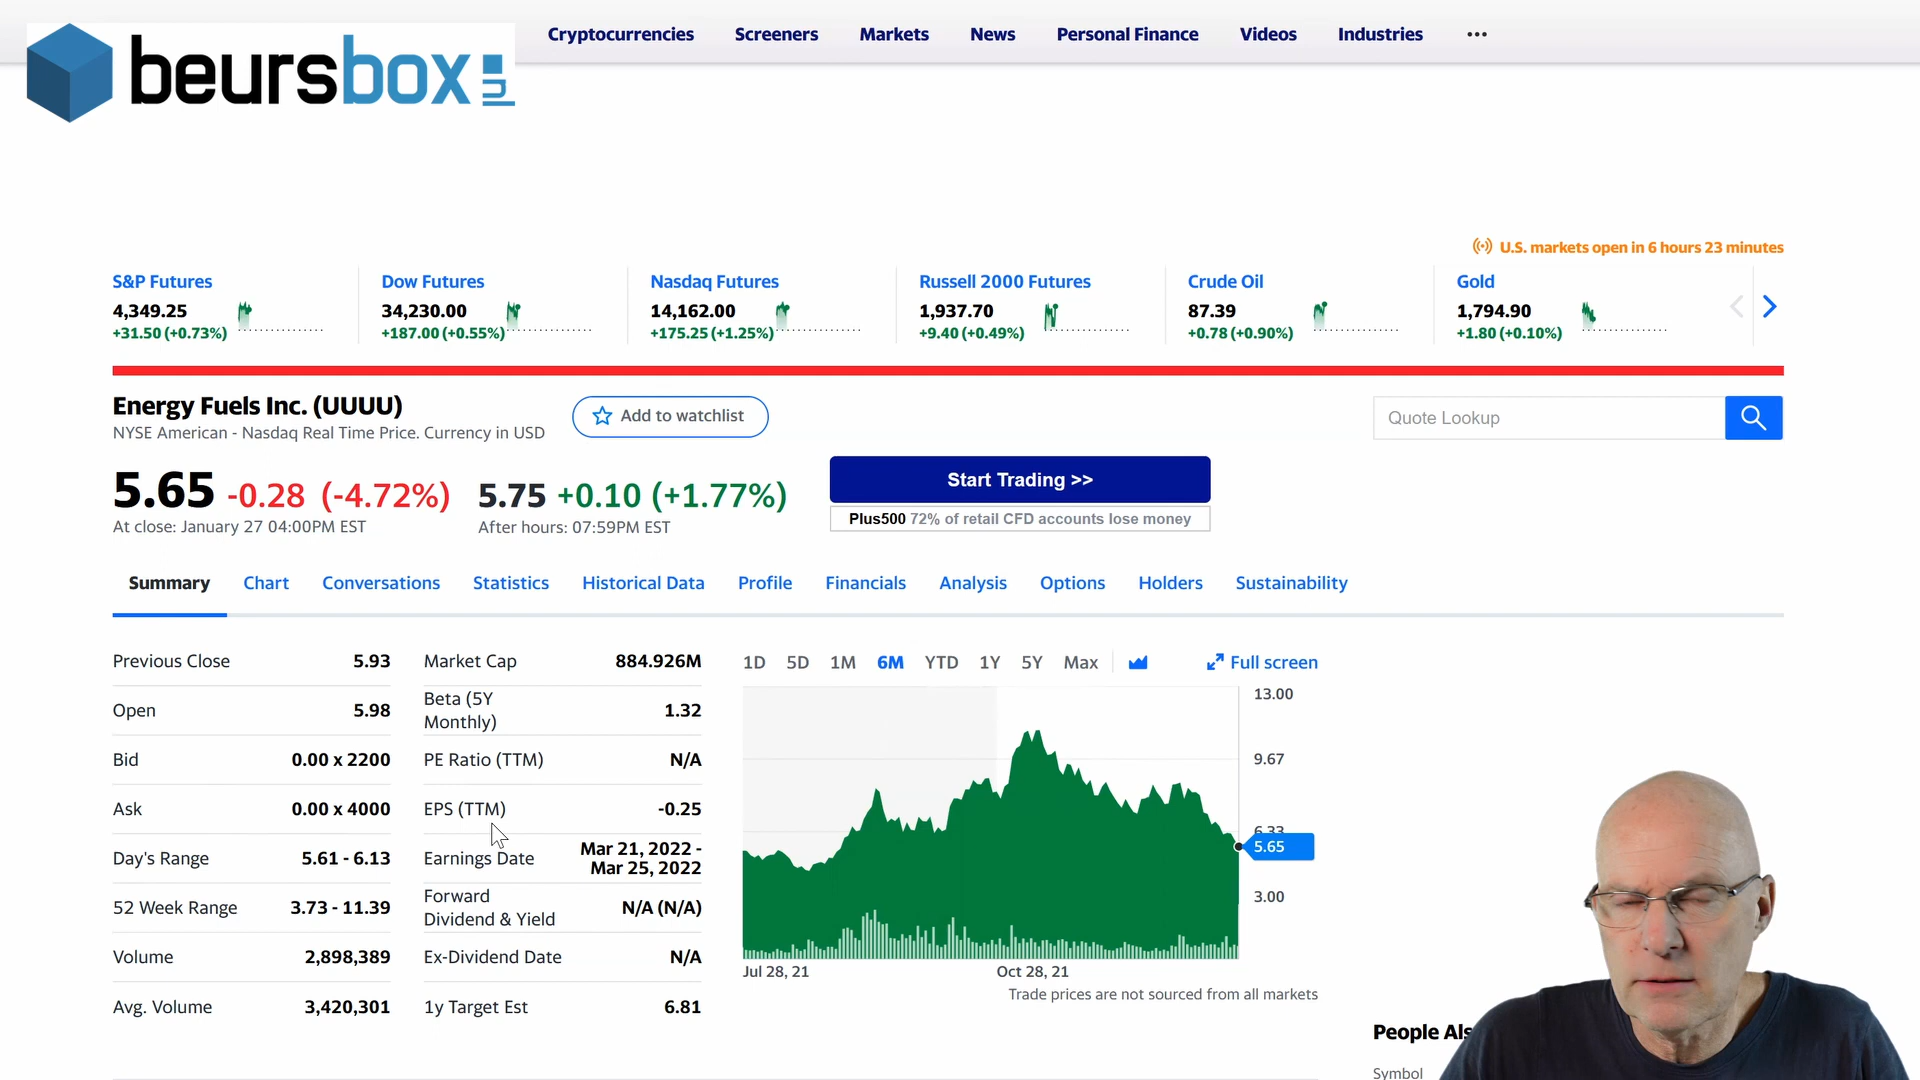 beursbox.nl
Cryptocurrencies Screeners Markets News Personal Finance Videos Industries ...
U.S. markets open in 6 hours 23 minutes
S&P Futures Dow Futures Nasdaq Futures Russell 2000 Futures Crude Oil Gold
4,349.25 34,230.00 14,162.00 1,937.70 87.39 1,794.90
+31.50 (+0.73%) +187.00 (+0.55%) +175.25 (+1.25%) +9.40 (+0.49%) +0.78 (+0.90%) +1.80 (+0.10%)
Energy Fuels Inc. (UUUU) Add to watchlist Quote Lookup
NYSE American - Nasdaq Real Time Price. Currency in USD
5.65 -0.28 (-4.72%) 5.75 +0.10 (+1.77%) Start Trading >>
At close: January 27 04:00PM EST After hours: 07:59PM EST Plus500 72% of retail CFD accounts lose money
Summary Chart Conversations Statistics Historical Data Profile Financials Analysis Options Holders Sustainability
Previous Close 5.93
Open 5.98
Bid 0.00 x 2200
Ask 0.00 x 4000
Day's Range 5.61 - 6.13
52 Week Range 3.73 - 11.39
Volume 2,898,389
Avg. Volume 3,420,301
Market Cap 884.926M
Beta (5Y
Monthly) 1.32
PE Ratio (TTM) N/A
EPS (TTM) -0.25
Earnings Date Mar 21, 2022 -
Mar 25, 2022
Forward
Dividend & Yield N/A (N/A)
Ex-Dividend Date N/A
1y Target Est 6.81
1D 5D 1M 6M YTD 1Y 5Y Max Full screen
13.00
9.67
6.33
5.65
3.00
Jul 28, 21 Oct 28, 21
Trade prices are not sourced from all markets
People Als
Symbol